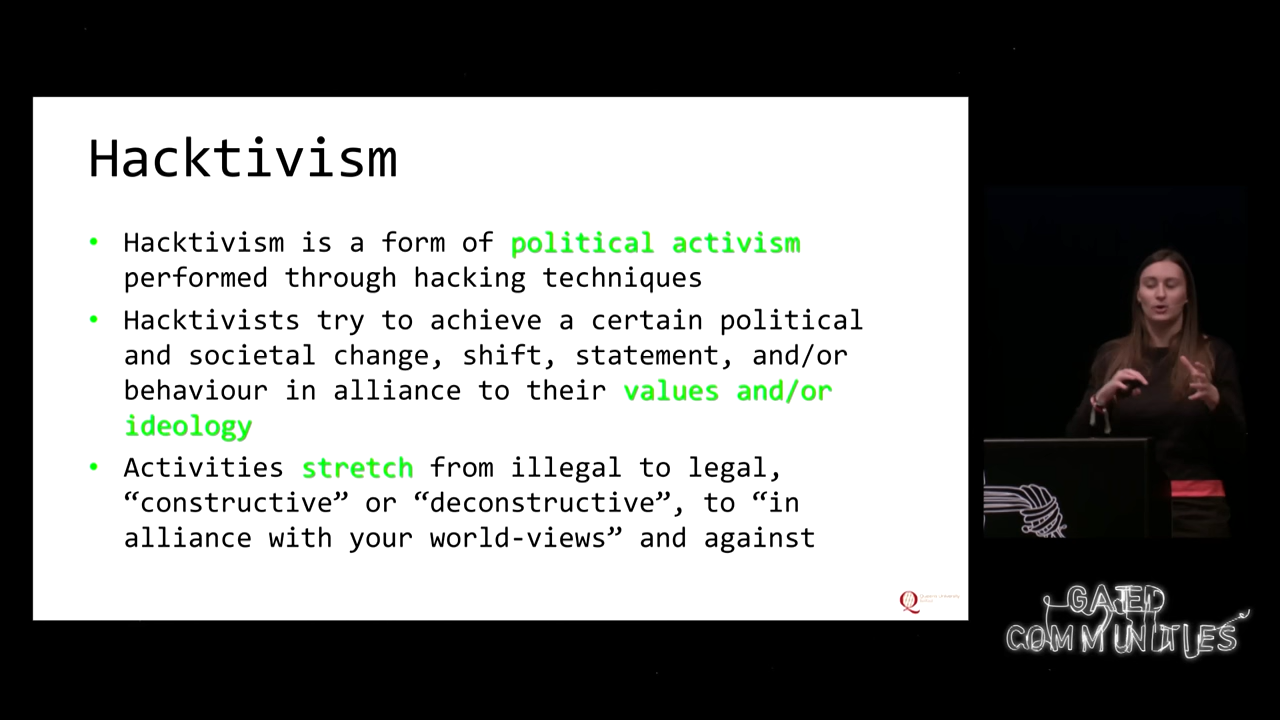 Hacktivism
• Hacktivism is a form of political activism
performed through hacking techniques
• Hacktivists try to achieve a certain political
and societal change, shift, statement, and/or
behaviour in alliance to their values and/or
ideology
• Activities stretch from illegal to legal,
“constructive” or “deconstructive”, to “in
alliance with your world-views” and against
GATED
COMMUNITIES